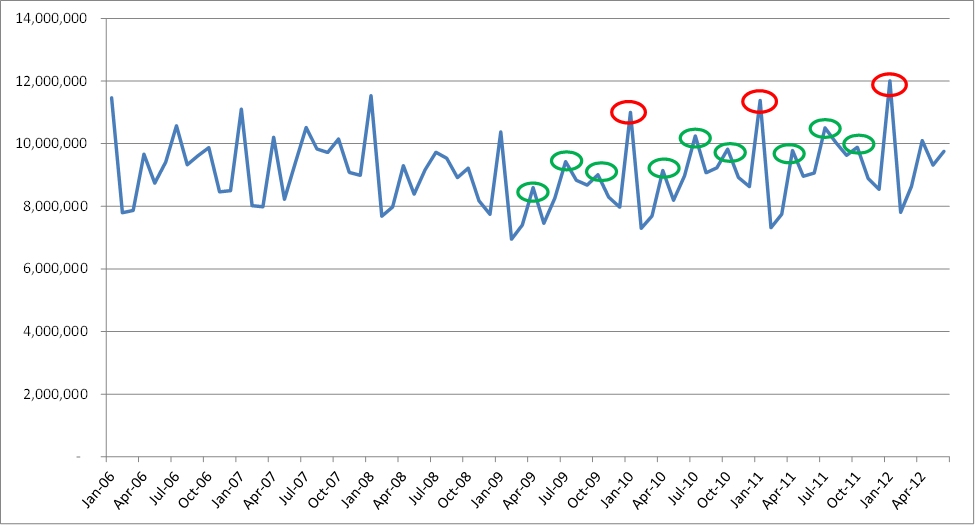 14,000,000
12,000,000
10,000,000
8,000,000
6,000,000
4,000,000
2,000,000
-
Jan-06
Apr-06
Jul-06
Oct-06
Jan-07
Apr-07
Jul-07
Oct-07
Jan-08
Apr-08
Jul-08
Oct-08
Jan-09
Apr-09
Jul-09
Oct-09
Jan-10
Apr-10
Jul-10
Oct-10
Jan-11
Apr-11
Jul-11
Oct-11
Jan-12
Apr-12